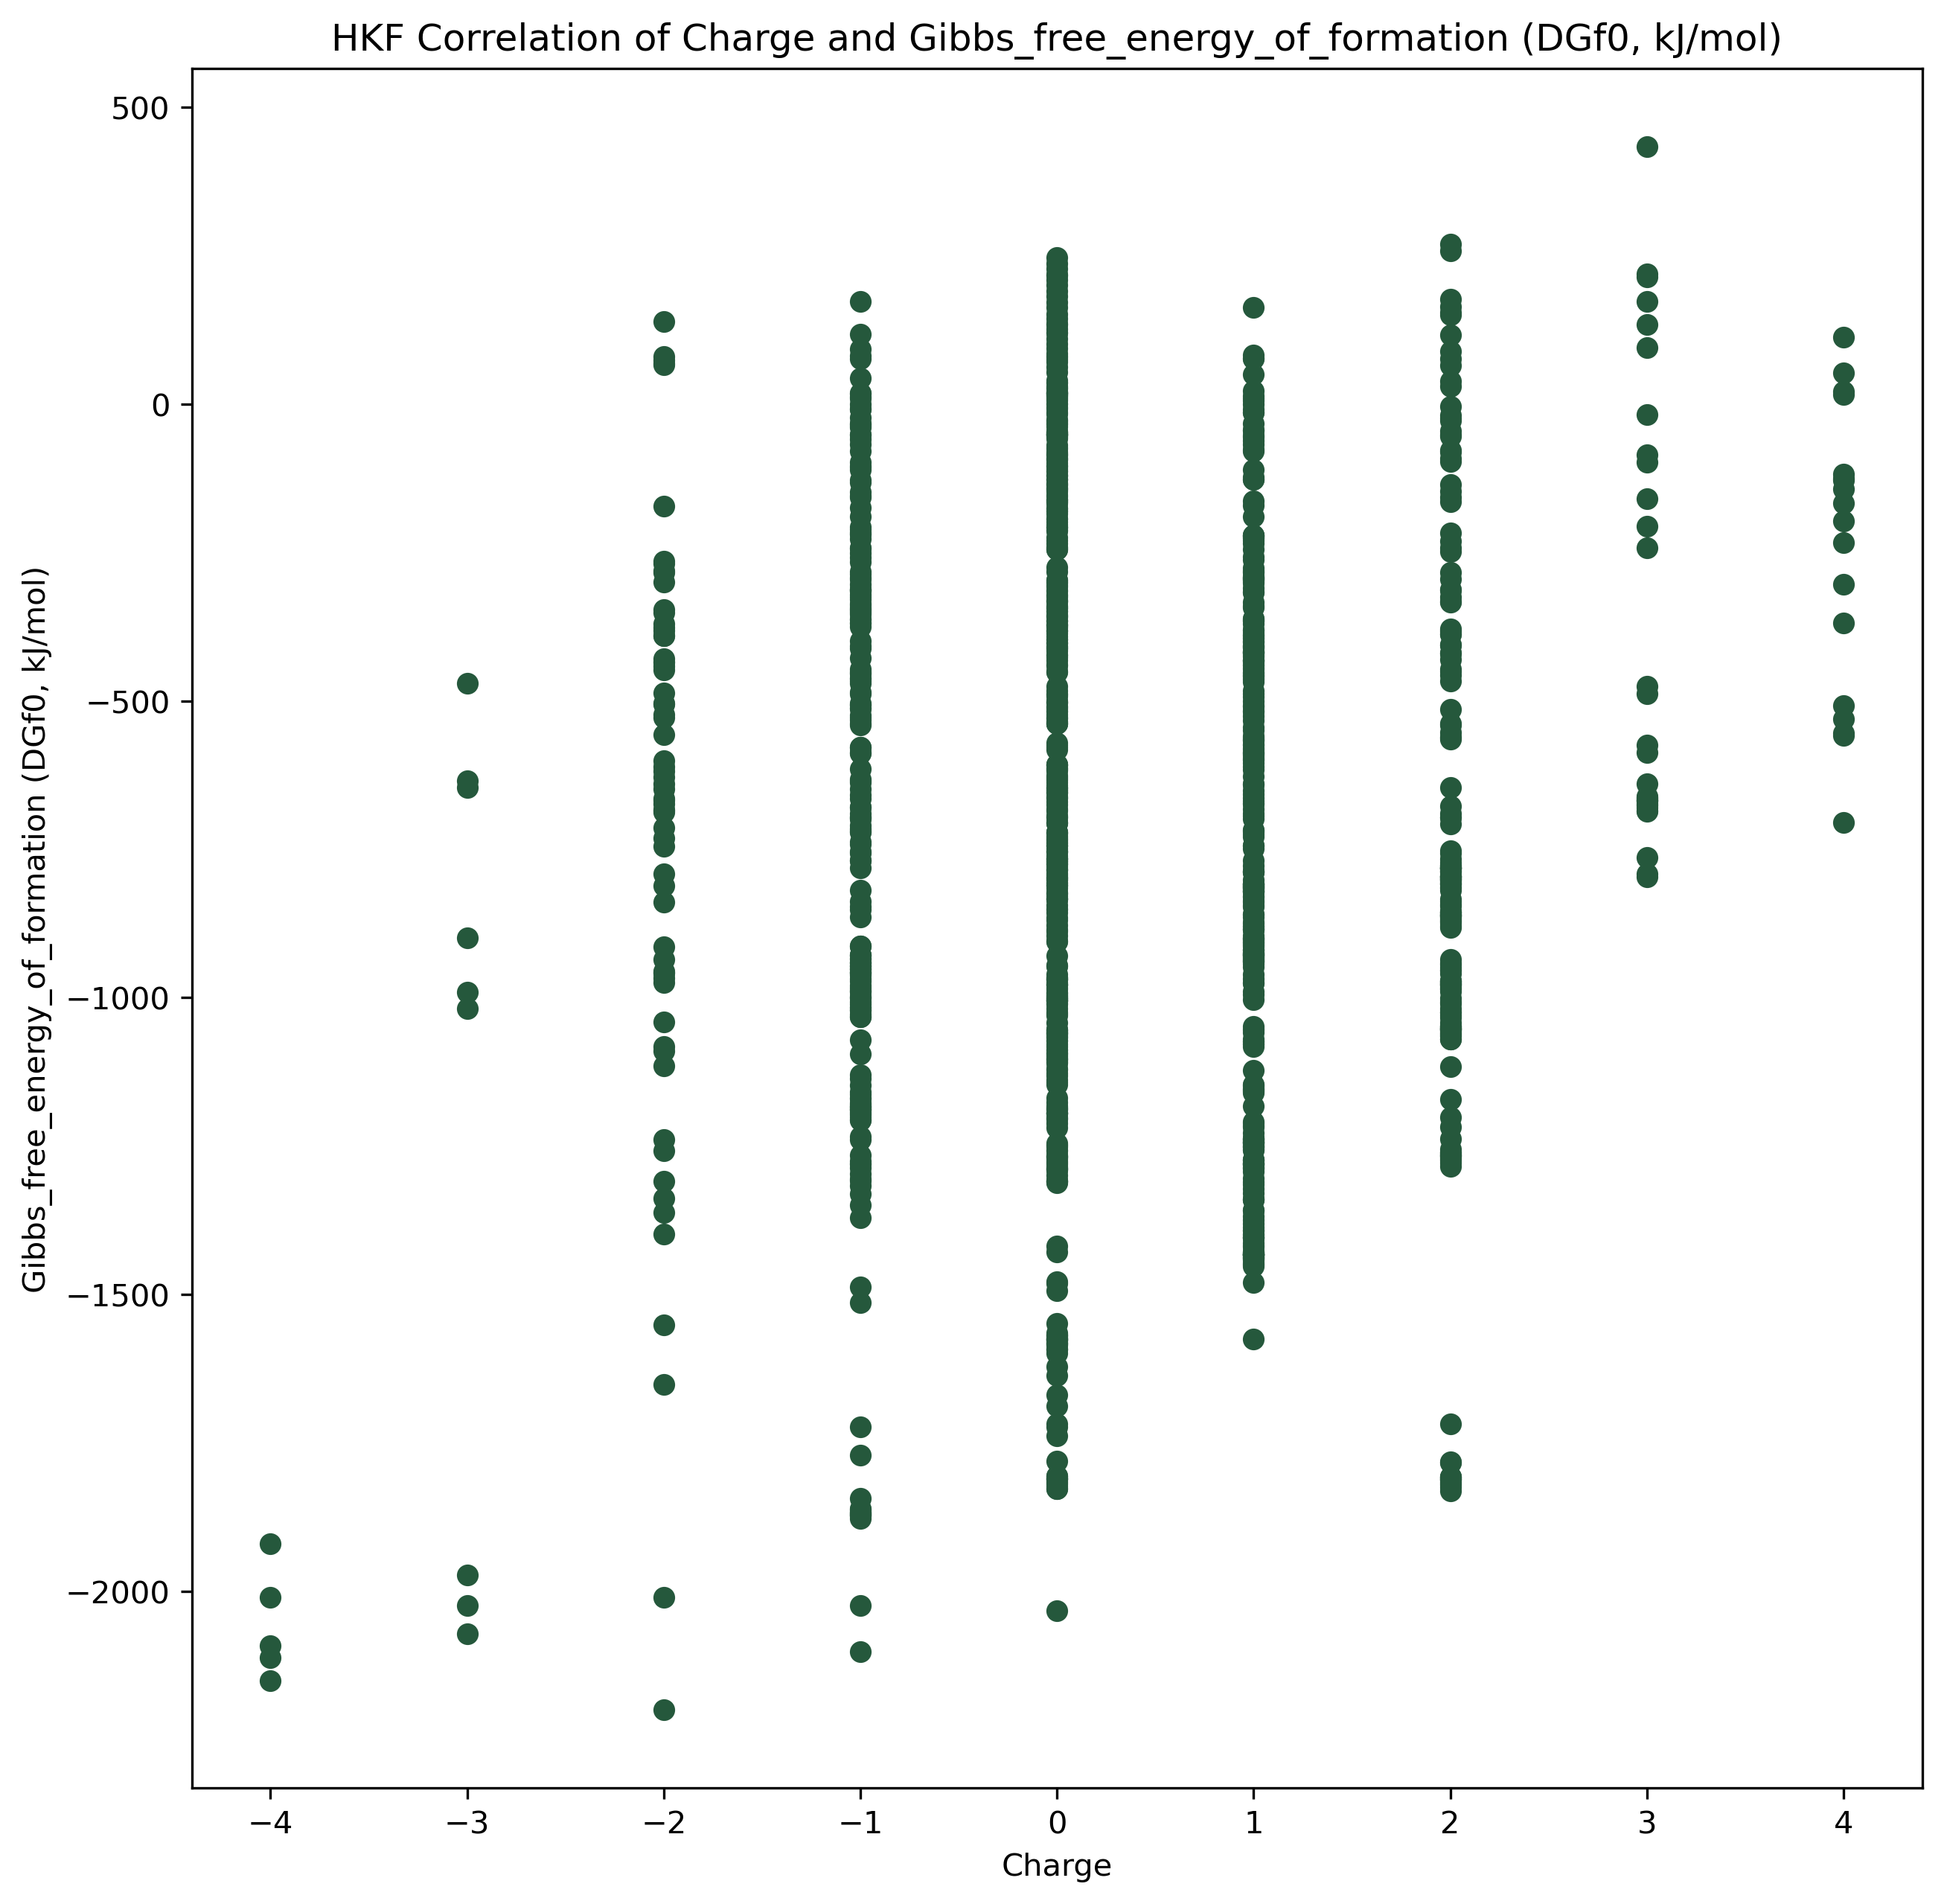 HKF Correlation of Charge and Gibbs_free_energy_of_formation (DGf0, kJ/mol)
Gibbs_free_energy_of_formation (DGf0, kJ/mol)
500
0
−500
−1000
−1500
−2000
−4 −3 −2 −1 0 1 2 3 4
Charge